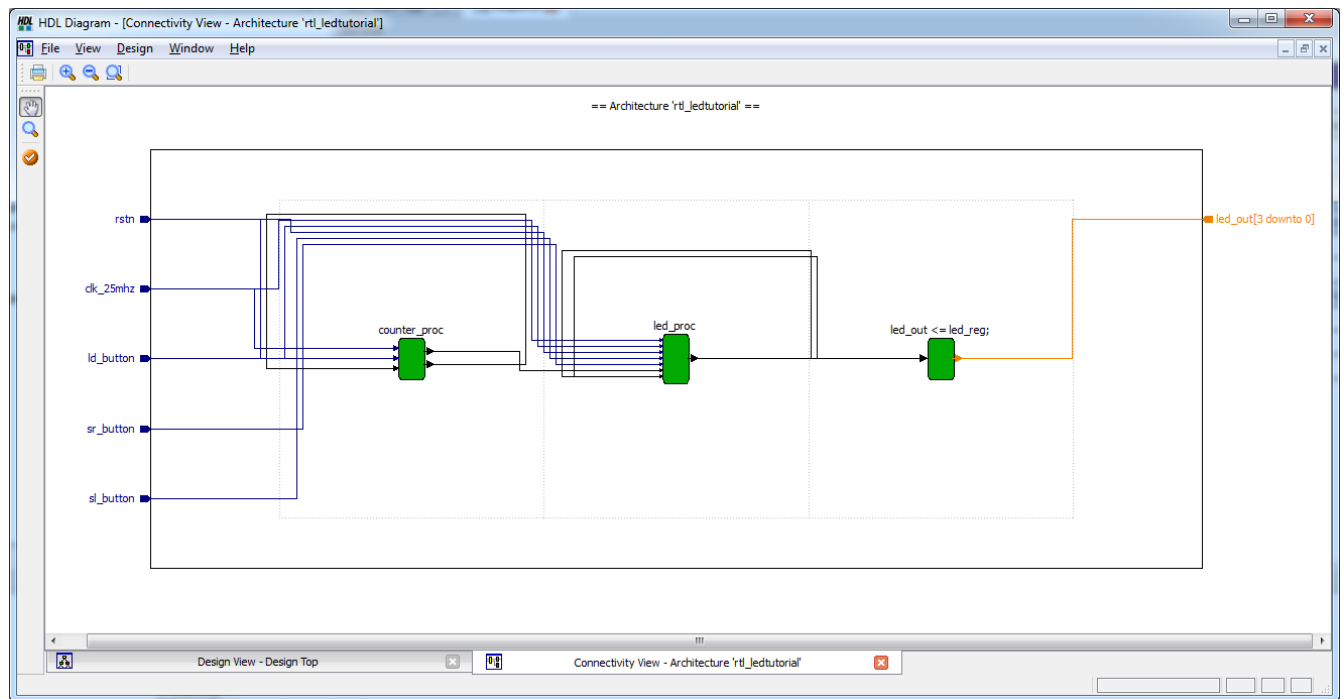 HDL Diagram - [Connectivity View - Architecture 'rtl_ledtutorial']
File View Design Window Help
== Architecture 'rtl_ledtutorial' ==
rstn
led_out[3 downto 0]
clk_25mhz
counter_proc
led_proc
led_out <= led_reg;
ld_button
sr_button
sl_button
Design View - Design Top
Connectivity View - Architecture 'rtl_ledtutorial'